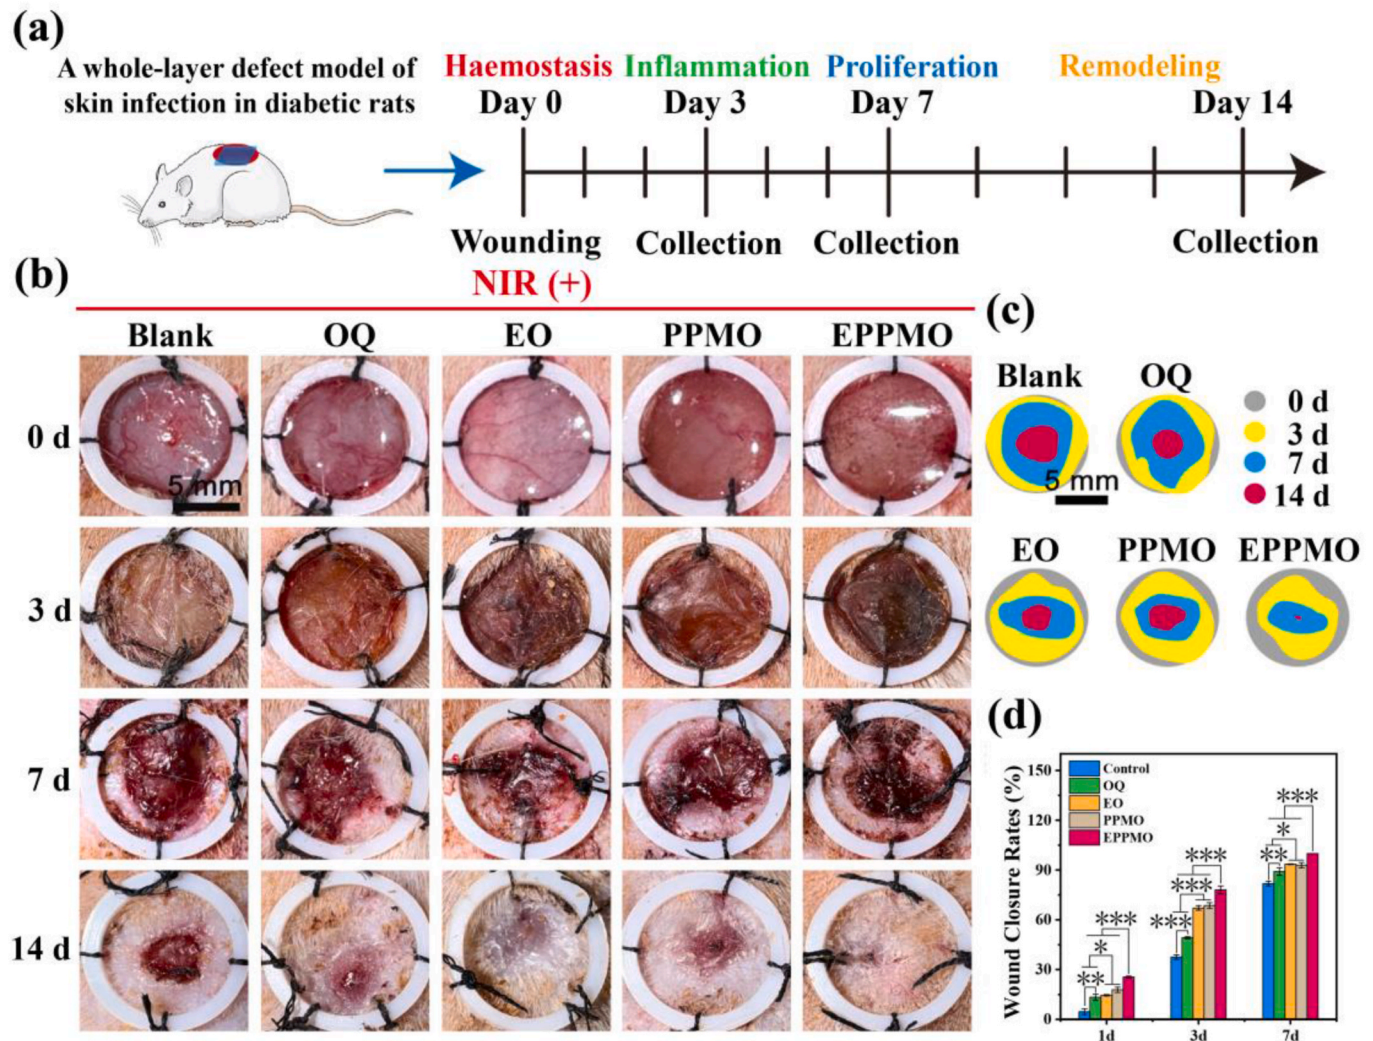 (a)
A whole-layer defect model of
skin infection in diabetic rats
Haemostasis Inflammation Proliferation Remodeling
Day 0 Day 3 Day 7 Day 14
Wounding Collection Collection Collection
(b)
NIR (+)
Blank OQ EO PPMO EPPMO
0 d
5 mm
3 d
7 d
14 d
(c)
Blank OQ
0 d
3 d
7 d
14 d
5 mm
EO PPMO EPPMO
(d)
Wound Closure Rates (%)
150
120
90
60
30
0
Control
OQ
EO
PPMO
EPPMO
** * ***
*** *** ***
** * ***
1d 3d 7d